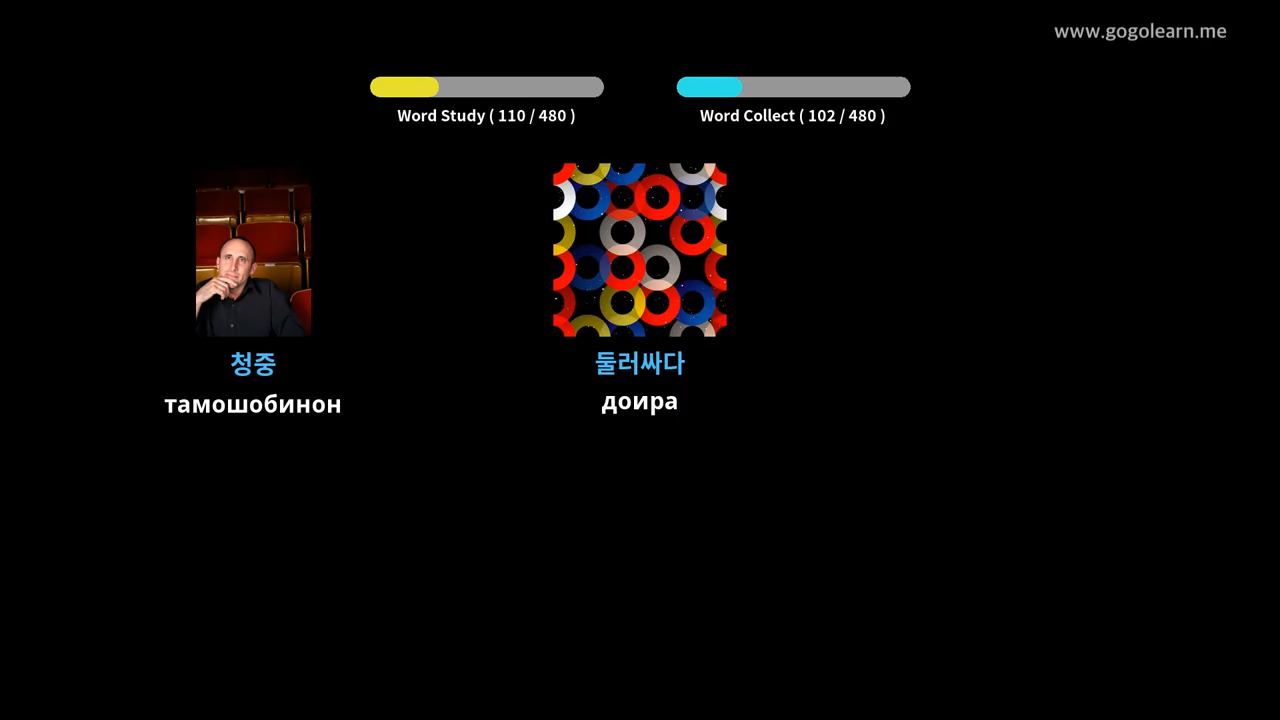 www.gogolearn.me
Word Study ( 110 / 480 )
Word Collect ( 102 / 480 )
청중
둘러싸다
тамошобинон
доира